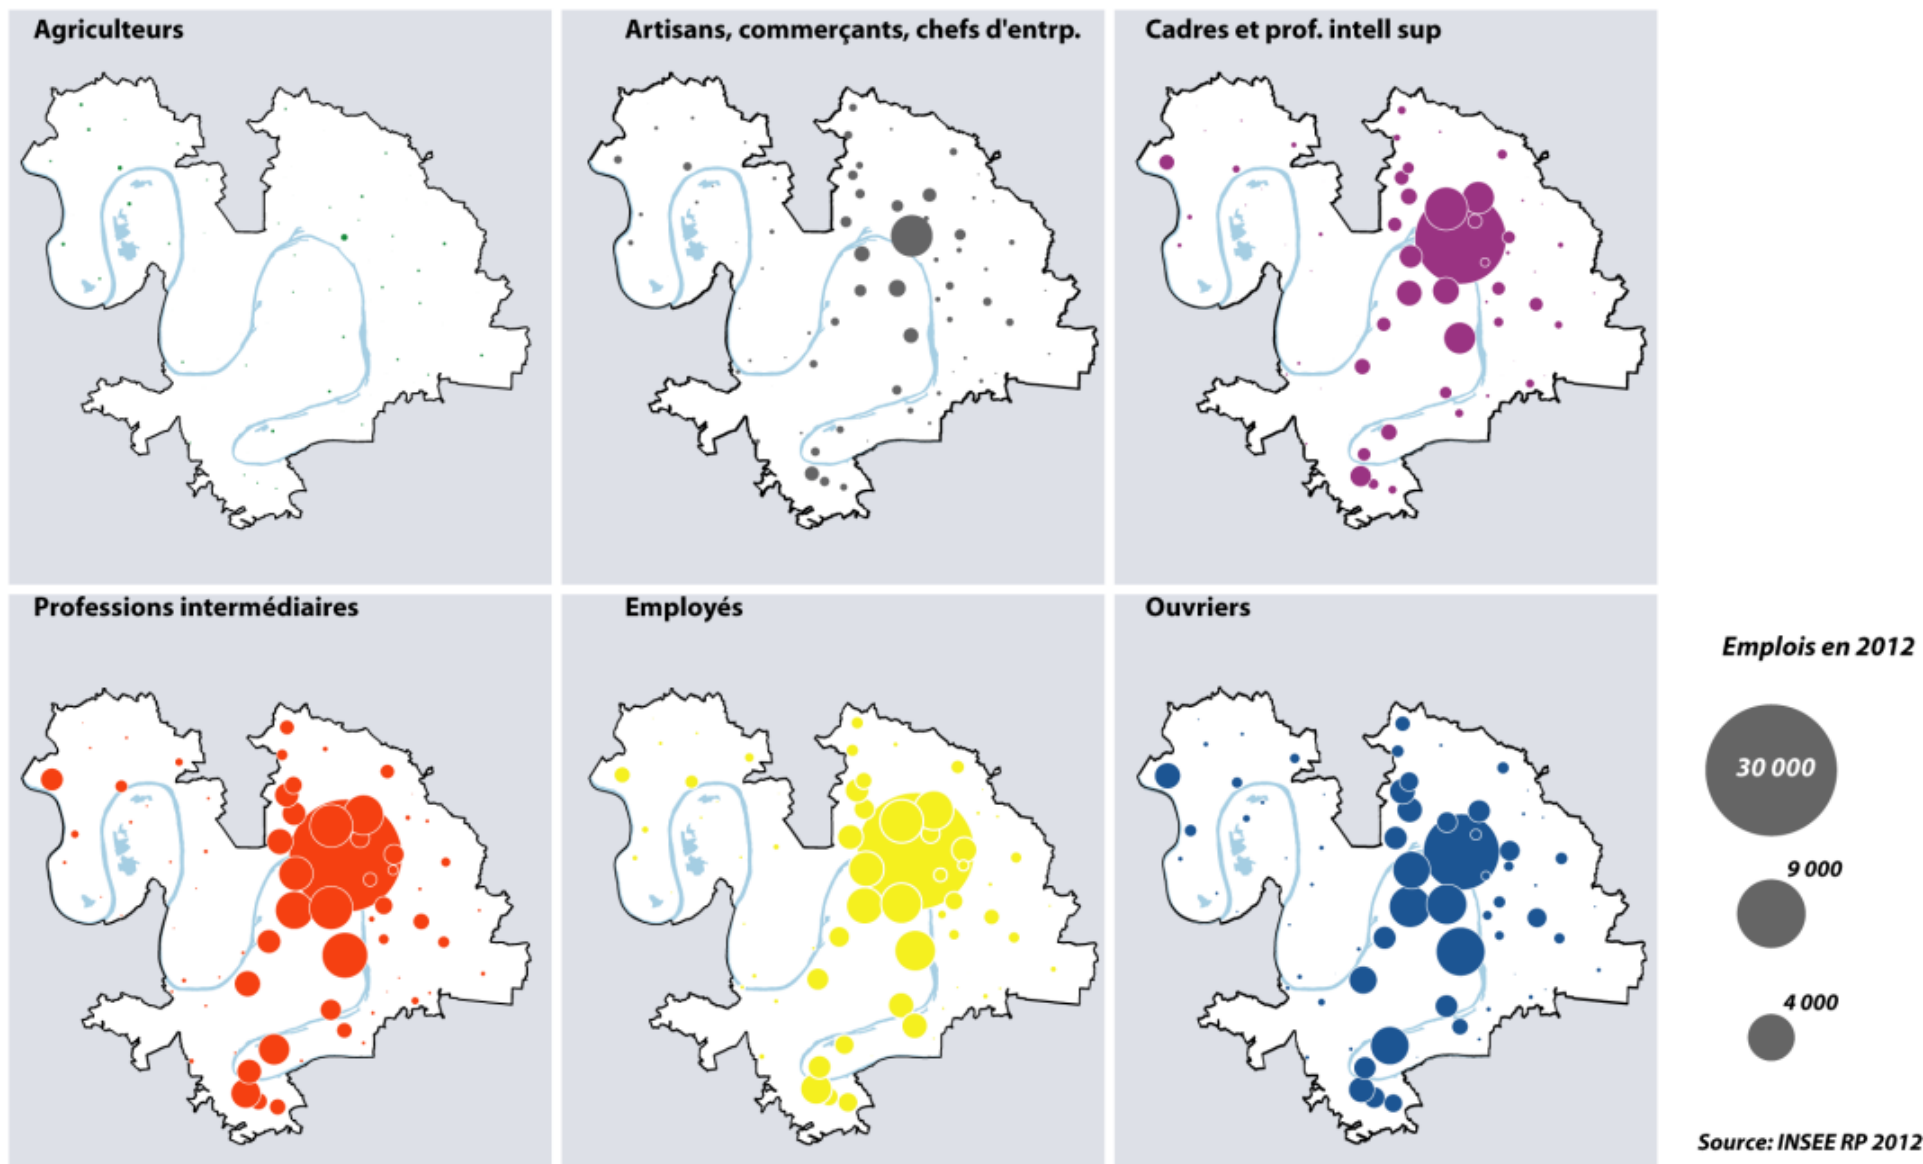 Agriculteurs
Artisans, commerçants, chefs d'entrp.
Cadres et prof. intell sup
Professions intermédiaires
Employés
Ouvriers
Emplois en 2012
30 000
9 000
4 000
Source: INSEE RP 2012